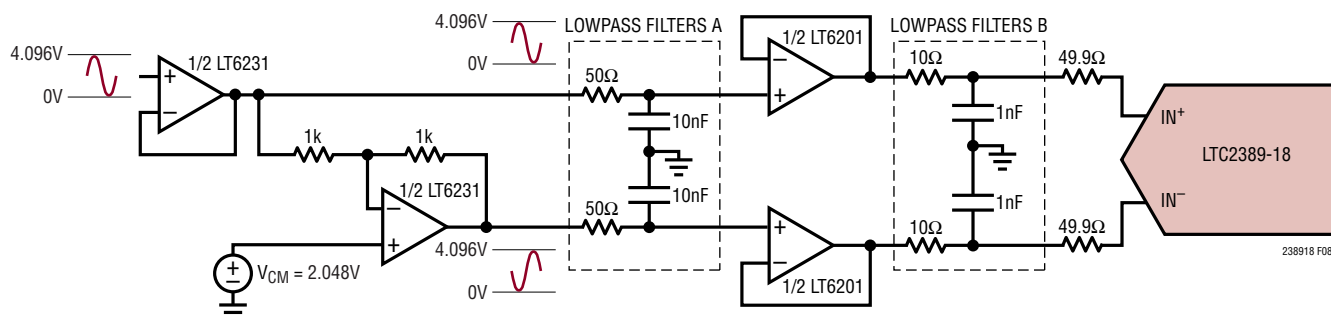 4.096V
0V
1/2 LT6231
1k
1k
1/2 LT6231
VCM = 2.048V
4.096V
0V
4.096V
0V
LOWPASS FILTERS A
50Ω
10nF
10nF
50Ω
1/2 LT6201
1/2 LT6201
LOWPASS FILTERS B
10Ω
1nF
1nF
10Ω
49.9Ω
49.9Ω
IN+
LTC2389-18
IN−
238918 F08